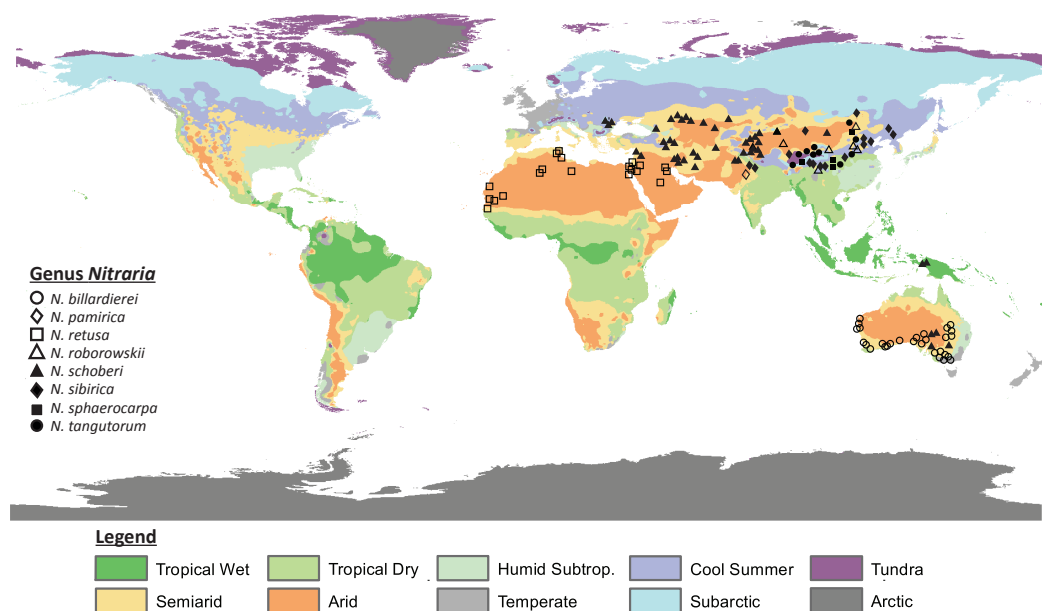 Genus Nitraria
N. billardierei
N. pamirica
N. retusa
N. roborowskii
N. schoberi
N. sibirica
N. sphaerocarpa
N. tangutorum
Legend
Tropical Wet
Tropical Dry
Humid Subtrop.
Cool Summer
Tundra
Semiarid
Arid
Temperate
Subarctic
Arctic